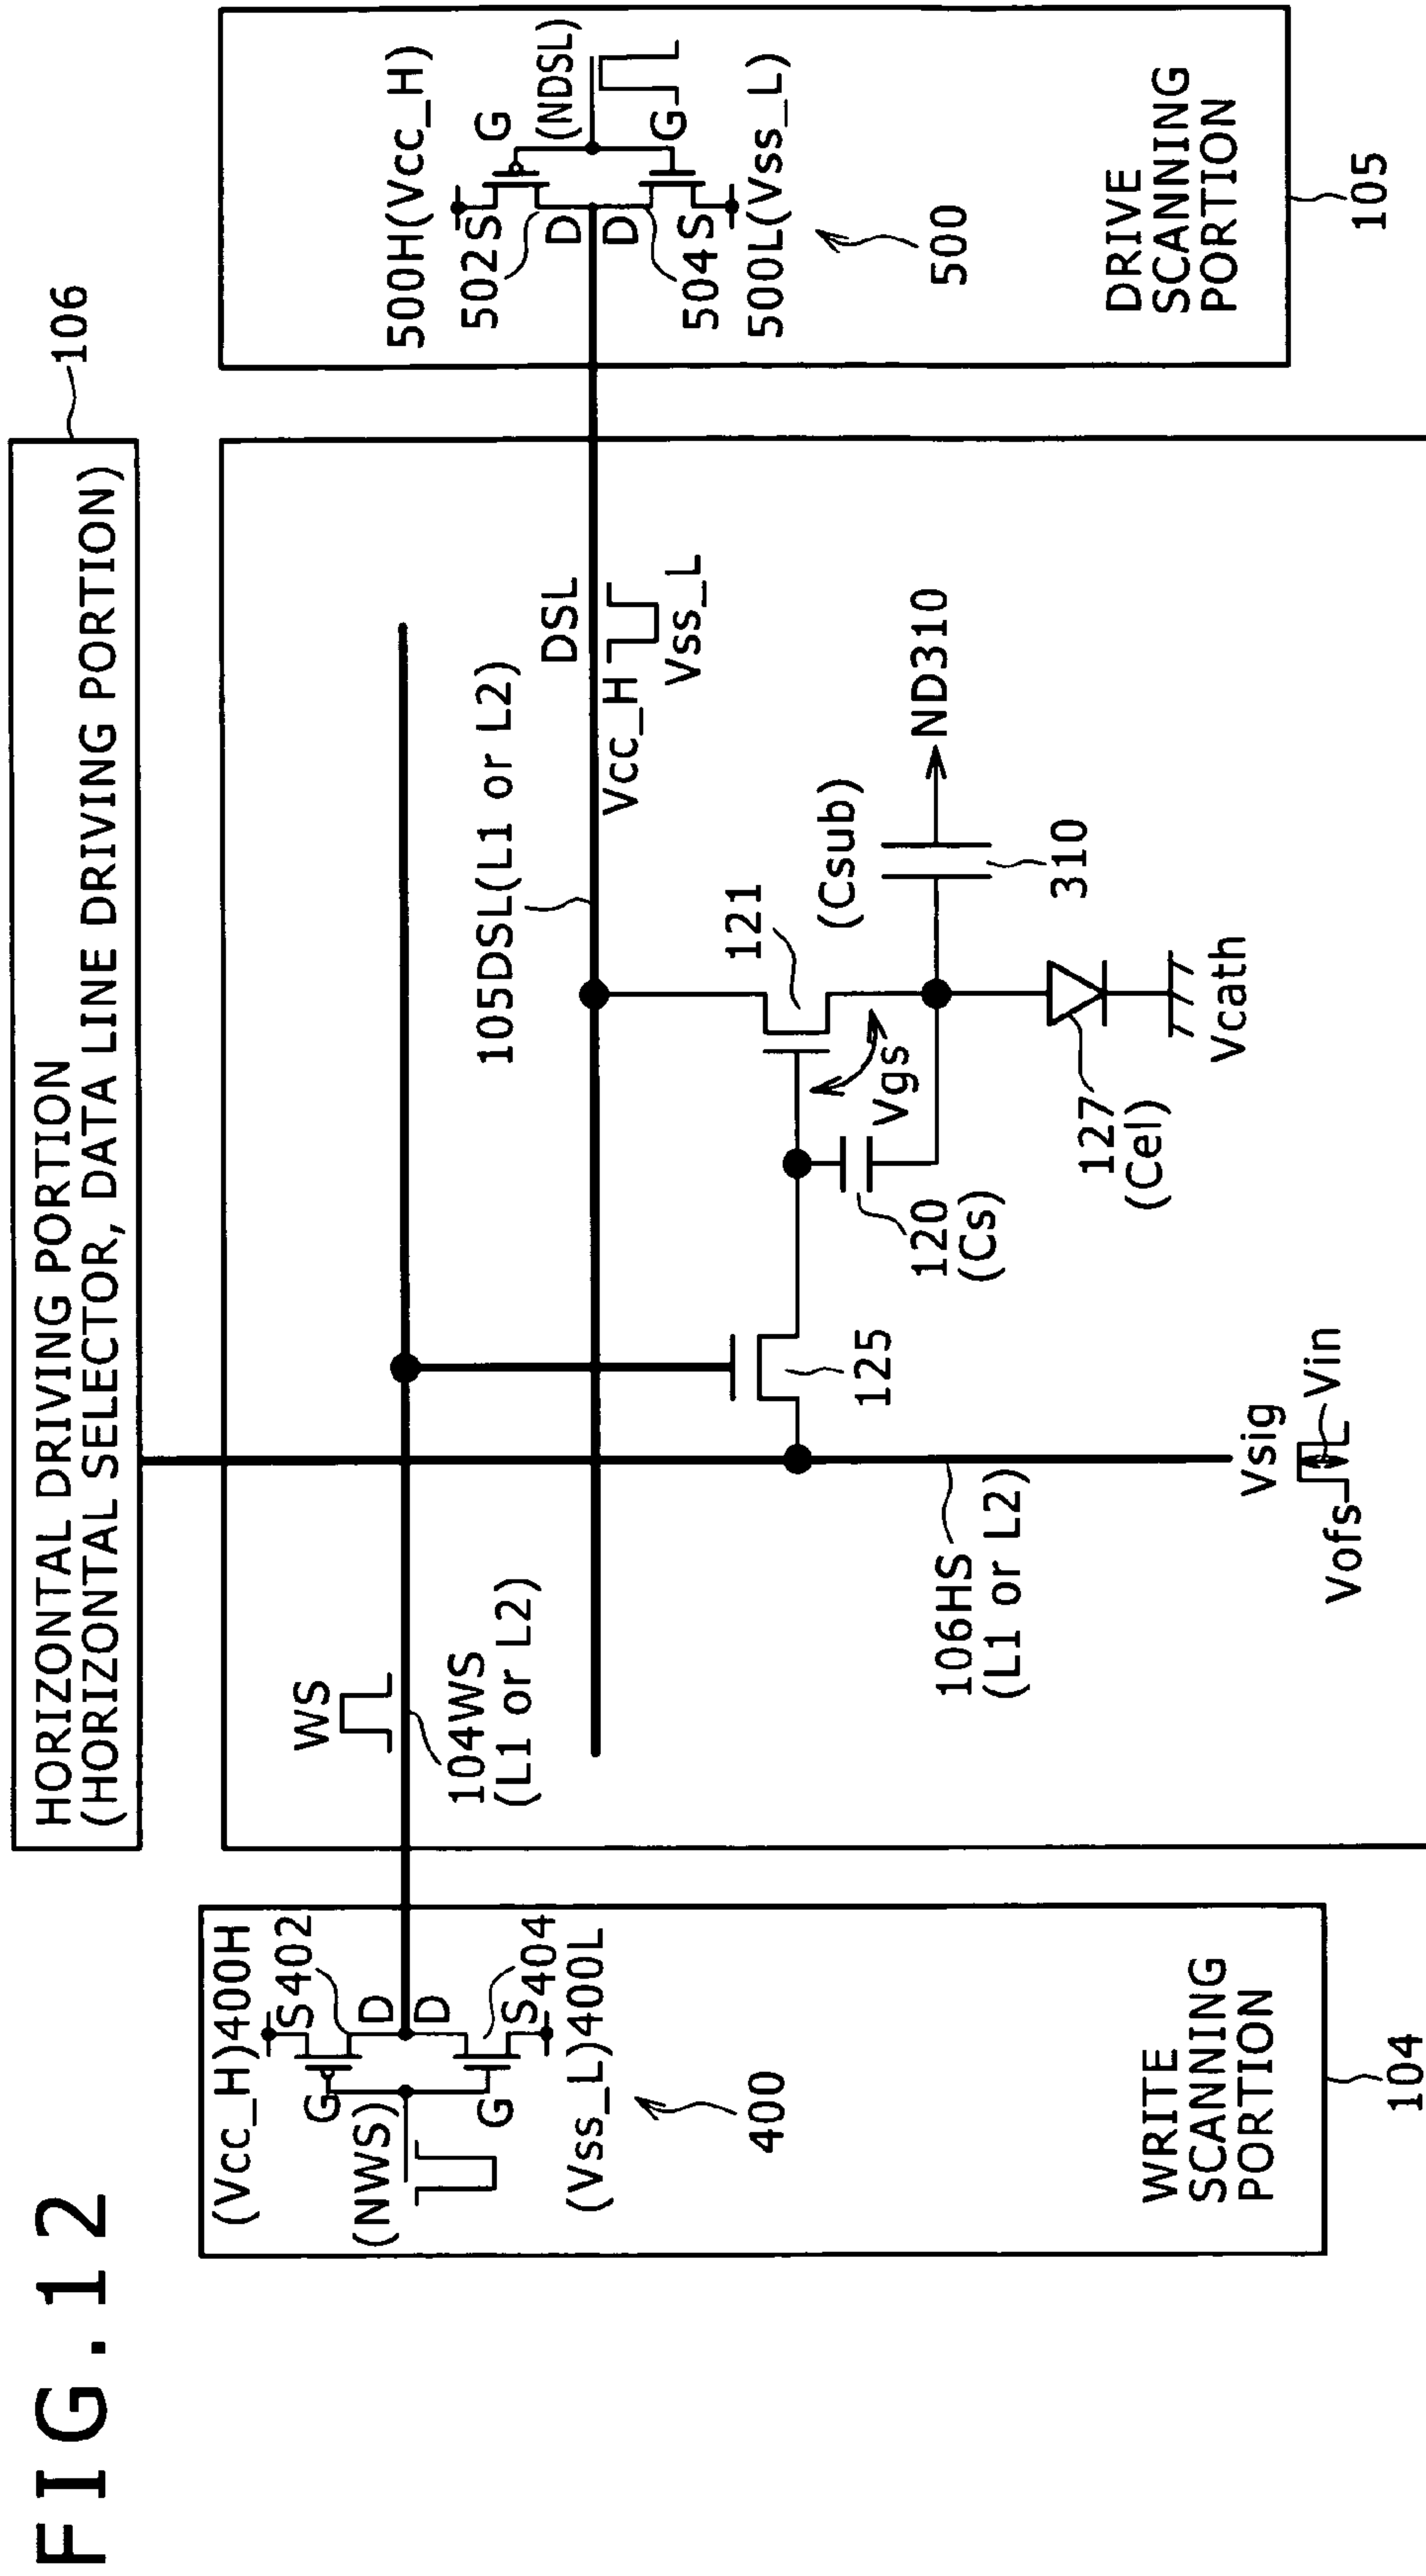 FIG.12
HORIZONTAL DRIVING PORTION
(HORIZONTAL SELECTOR, DATA LINE DRIVING PORTION)
106
(Vcc_H)400H
S
402
G
D
(NWS)
D
G
S
404
(Vss_L)400L
400
WRITE
SCANNING
PORTION
104
WS
104WS
(L1 or L2)
105DSL(L1 or L2)
DSL
Vcc_H
Vss_L
121
(Csub)
ND310
310
Vgs
120
(Cs)
125
127
(Cel)
Vcath
106HS
(L1 or L2)
Vsig
Vin
Vofs
500H(Vcc_H)
502
S
G
D
(NDSL)
D
G
504
S
500L(Vss_L)
500
DRIVE
SCANNING
PORTION
105